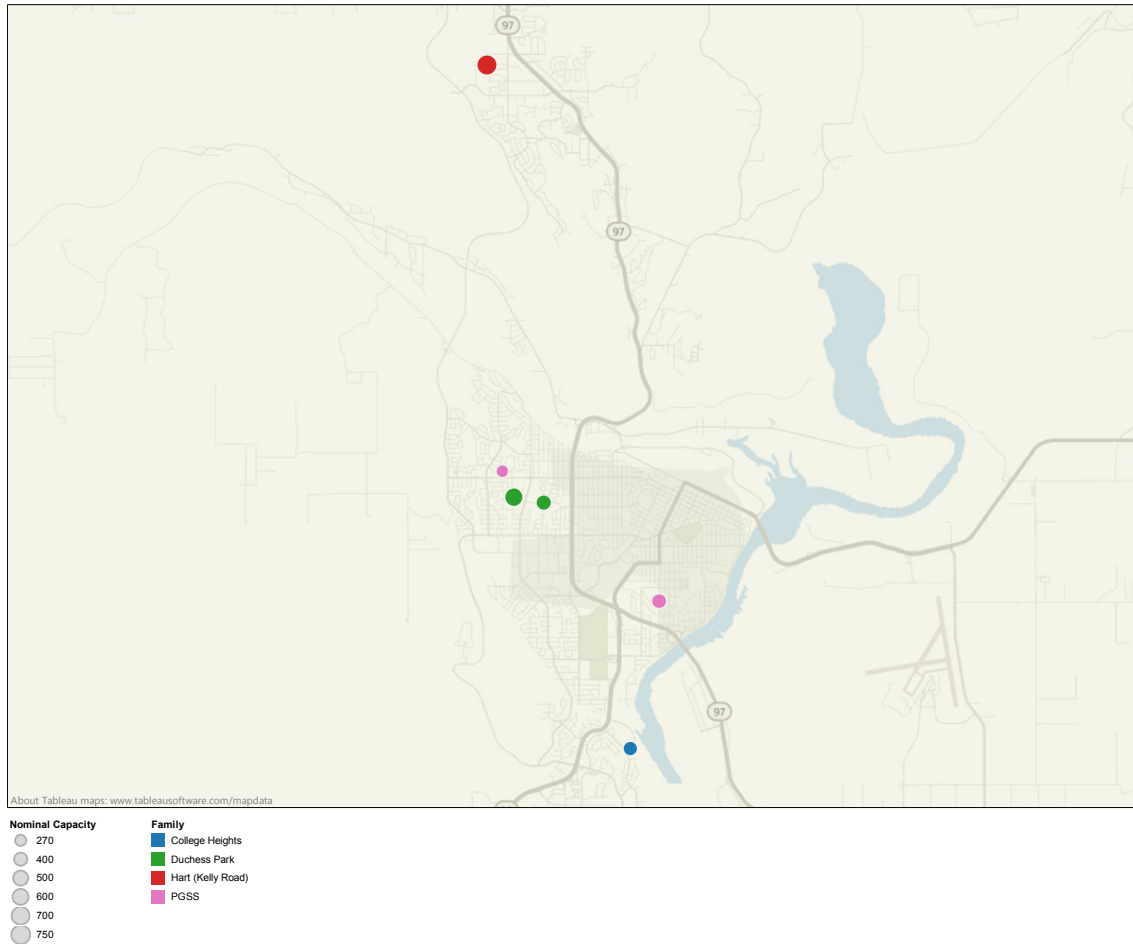 97
97
97
About Tableau maps: www.tableausoftware.com/mapdata
Nominal Capacity
270
400
500
600
700
750
Family
College Heights
Duchess Park
Hart (Kelly Road)
PGSS